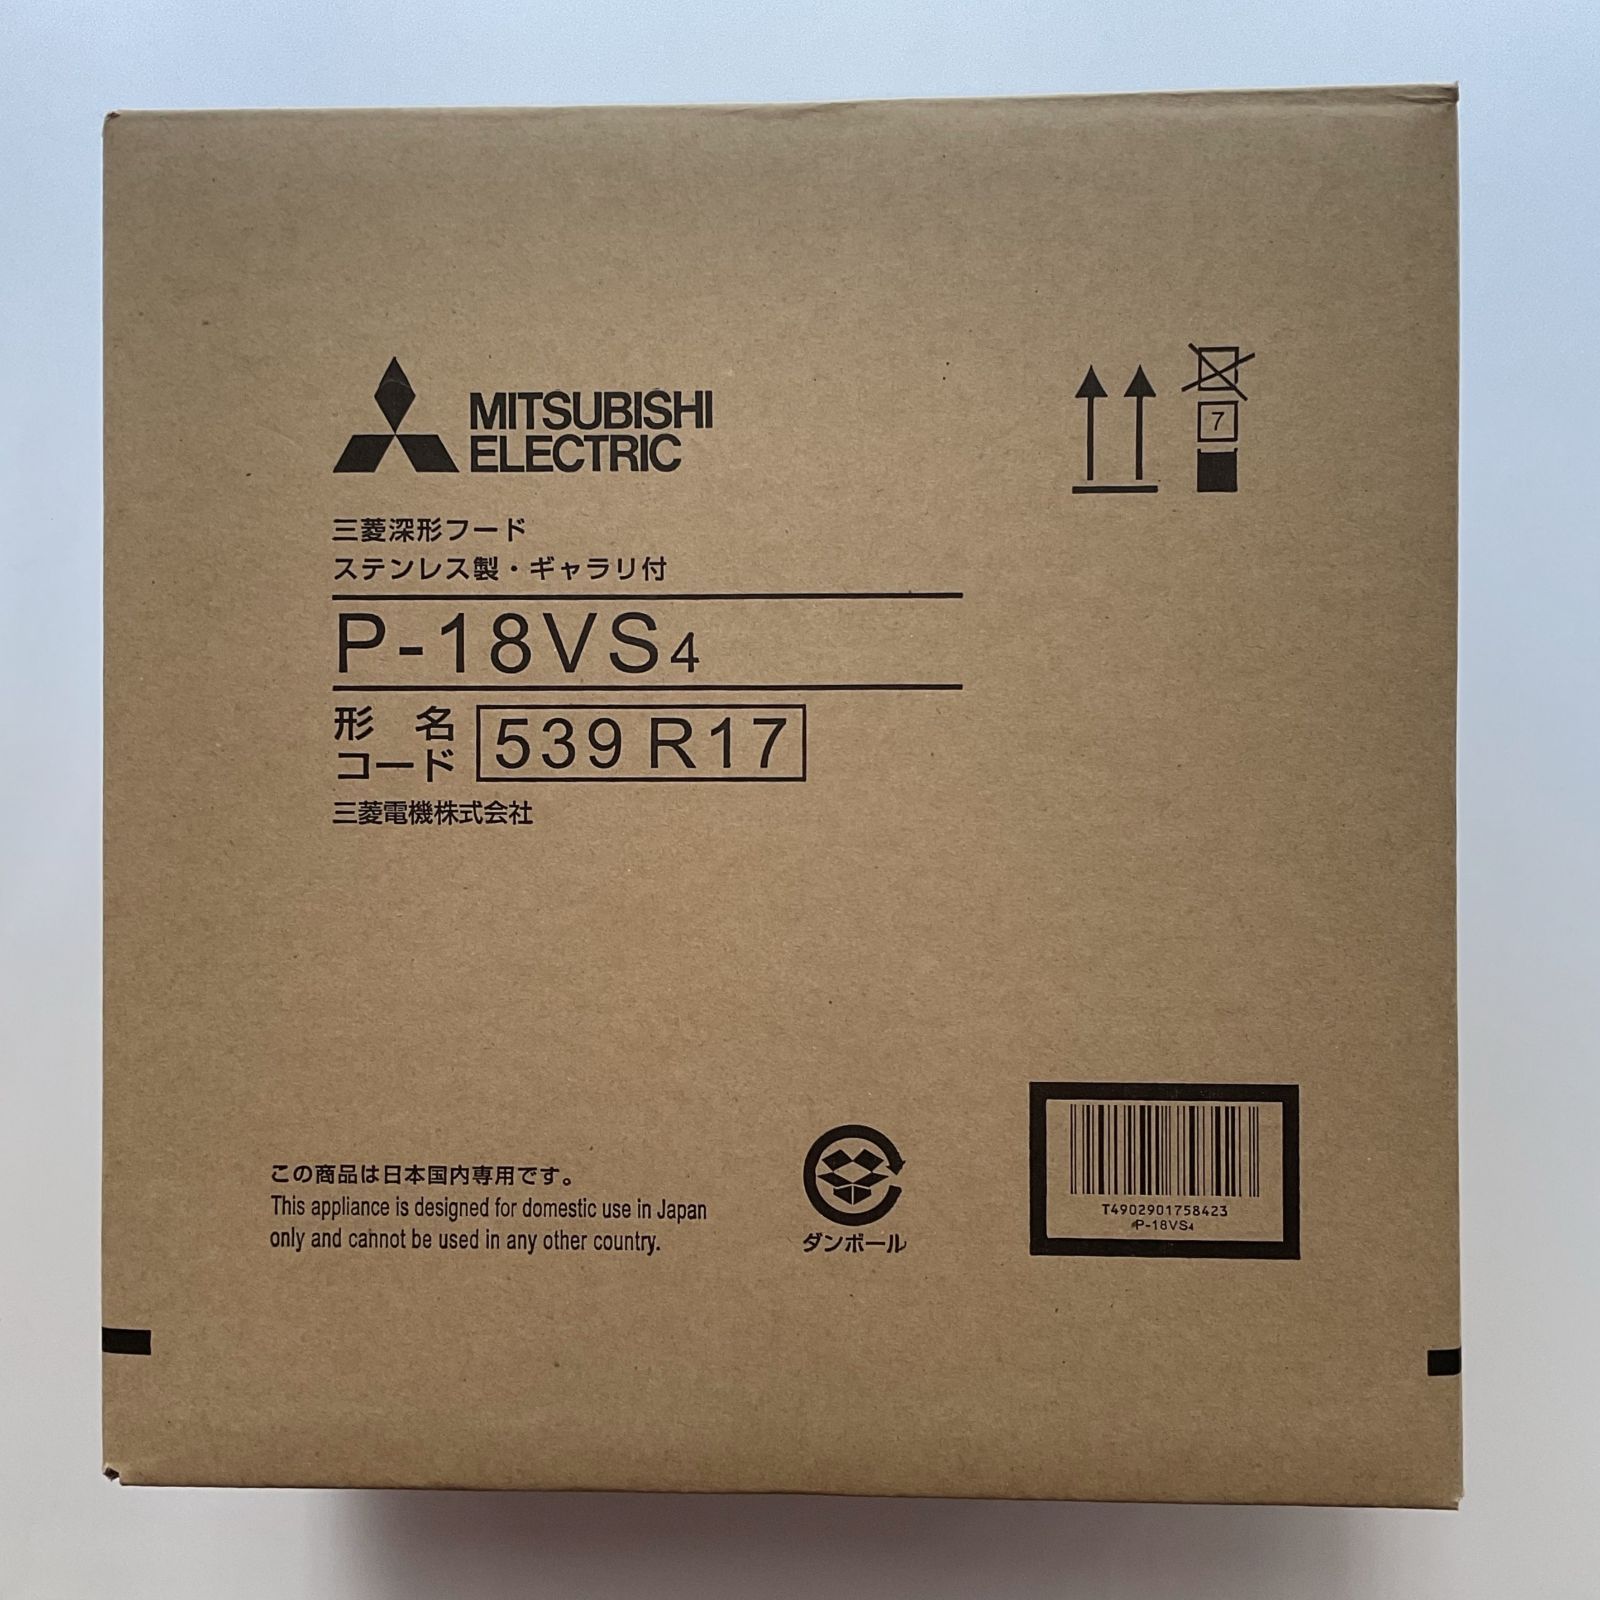 MITSUBISHI
ELECTRIC
7
三菱深形フード
ステンレス製・ギャラリ付
P-18VS4
形名
コード
539 R17
三菱電機株式会社
この商品は日本国内専用です。
This appliance is designed for domestic use in Japan
only and cahnot be used in any other country.
ダンボール
T4902901758423
P-18VS4